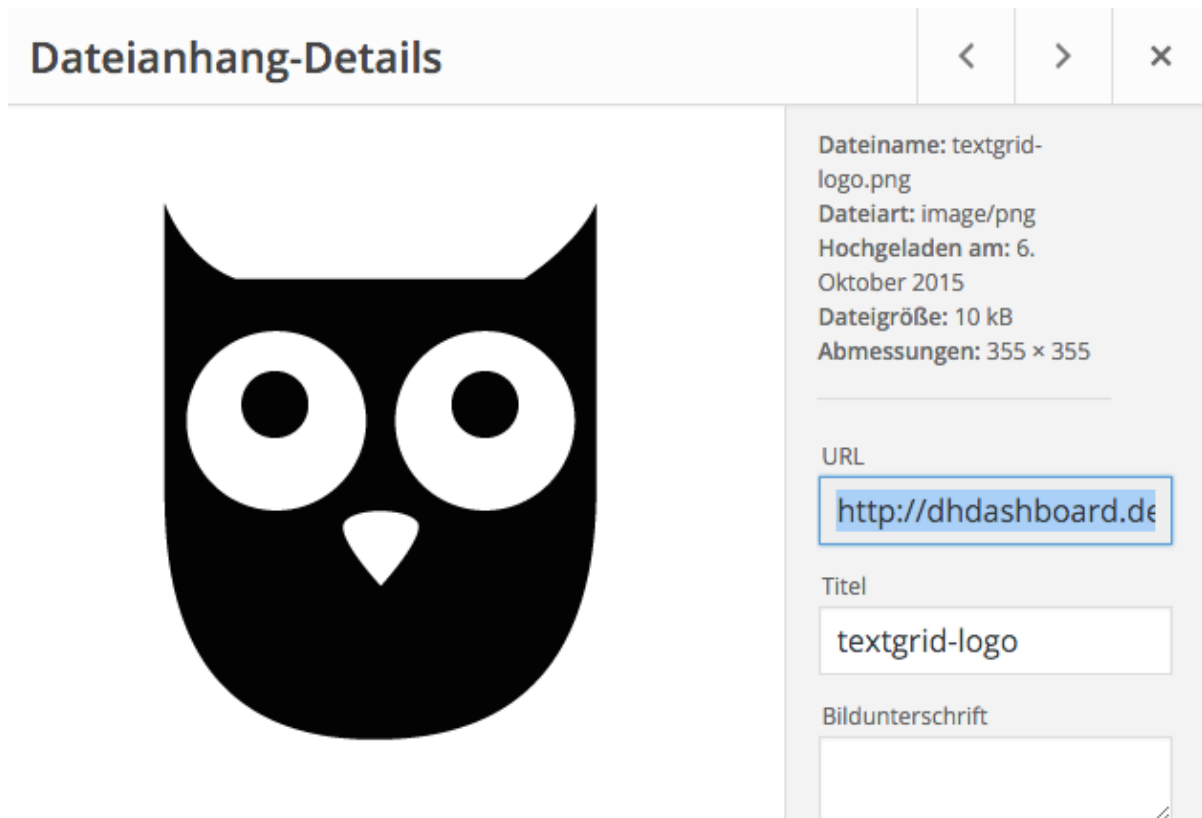 Dateianhang-Details
Dateiname: textgrid-
logo.png
Dateiart: image/png
Hochgeladen am: 6.
Oktober 2015
Dateigröße: 10 kB
Abmessungen: 355 × 355
URL
http://dhdashboard.de
Titel
textgrid-logo
Bildunterschrift